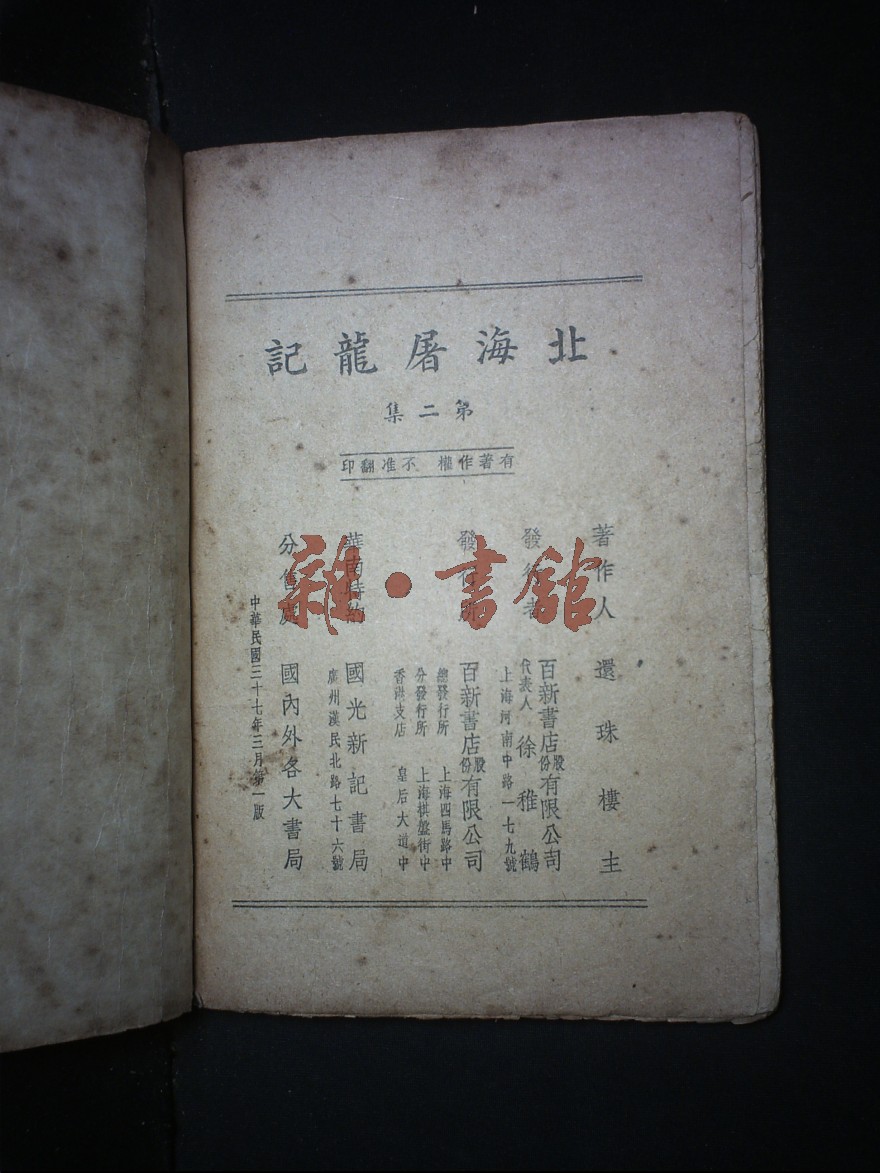 北海屠龍記
第二集
有著作權 不准翻印
著作人 還珠樓主
發行者 百新書店股份有限公司
代表人 徐稚鶴
上海河南中路一七九號
發行所 百新書店股份有限公司
總發行所 上海四馬路中
分發行所 上海棋盤街中
香港支店 皇后大道中
華南特約 國光新記書局
廣州漢民北路七十六號
分售處 國內外各大書局
中華民國三十七年三月第一版
雜·書館